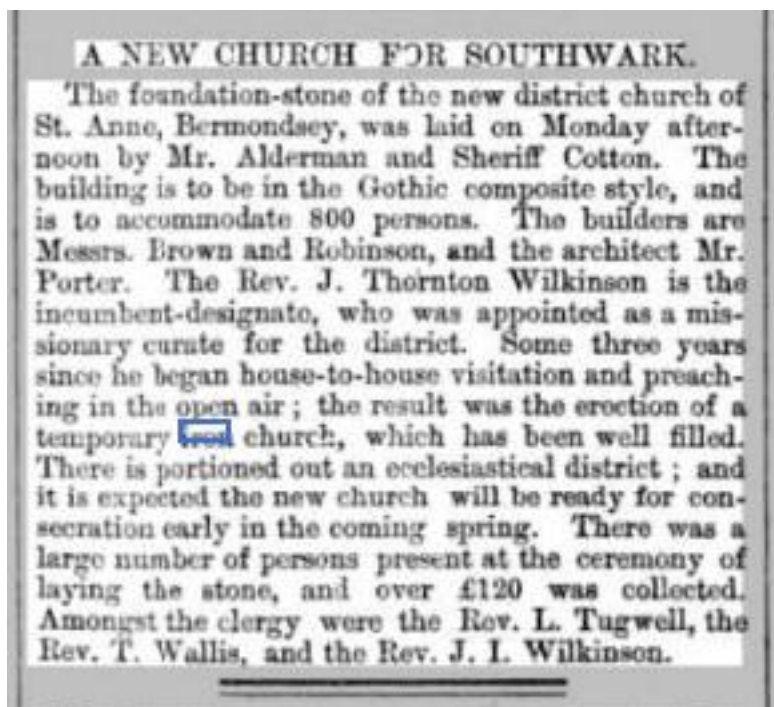 A NEW CHURCH FOR SOUTHWARK.
The foundation-stone of the new district church of
St. Anne, Bermondsey, was laid on Monday after-
noon by Mr. Alderman and Sheriff Cotton. The
building is to be in the Gothic composite style, and
is to accommodate 800 persons. The builders are
Messrs. Brown and Robinson, and the architect Mr.
Porter. The Rev. J. Thornton Wilkinson is the
incumbent-designate, who was appointed as a mis-
sionary curate for the district. Some three years
since he began house-to-house visitation and preach-
ing in the open air; the result was the erection of a
temporary iron church, which has been well filled.
There is portioned out an ecclesiastical district; and
it is expected the new church will be ready for con-
secration early in the coming spring. There was a
large number of persons present at the ceremony of
laying the stone, and over £120 was collected.
Amongst the clergy were the Rev. L. Tugwell, the
Rev. T. Wallis, and the Rev. J. I. Wilkinson.